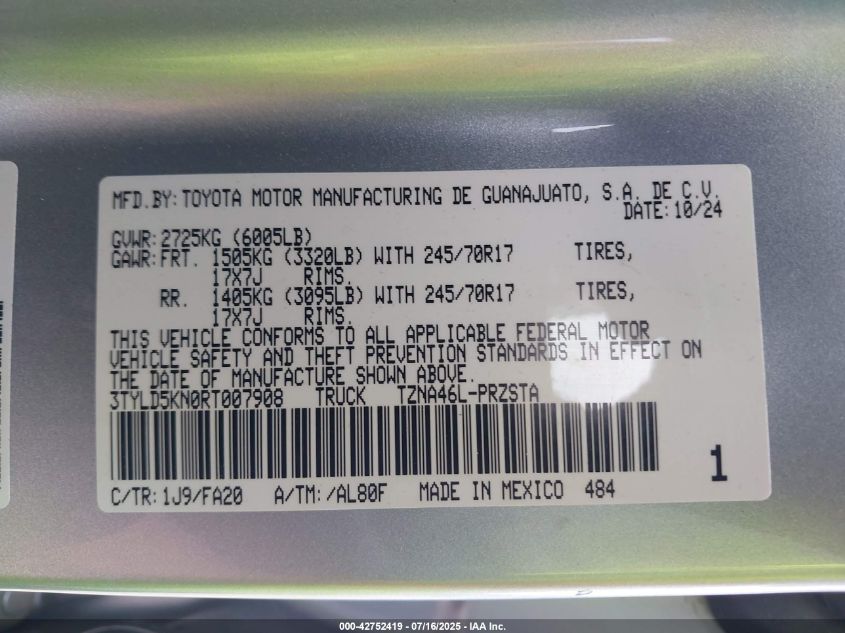 MFD.BY: TOYOTA MOTOR MANUFACTURING DE GUANAJUATO, S.A. DE C.V.
DATE: 10/24
GVWR: 2725KG (6005LB)
GAWR: FRT. 1505KG (3320LB) WITH 245/70R17 TIRES,
17X7J RIMS.
RR. 1405KG (3095LB) WITH 245/70R17 TIRES,
17X7J RIMS.
THIS VEHICLE CONFORMS TO ALL APPLICABLE FEDERAL MOTOR
VEHICLE SAFETY AND THEFT PREVENTION STANDARDS IN EFFECT ON
THE DATE OF MANUFACTURE SHOWN ABOVE.
3TYLD5KN0RT007908 TRUCK TZNA46L-PRZSTA
1
C/TR: 1J9/FA20 A/TM: /AL80F MADE IN MEXICO 484
000-42752419 - 07/16/2025 - IAA Inc.